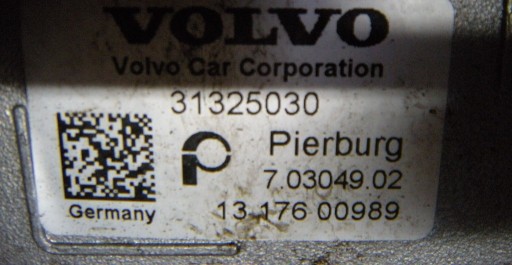 VOLVO
Volvo Car Corporation
31325030
Pierburg
7.03049.02
Germany
13 176 00989